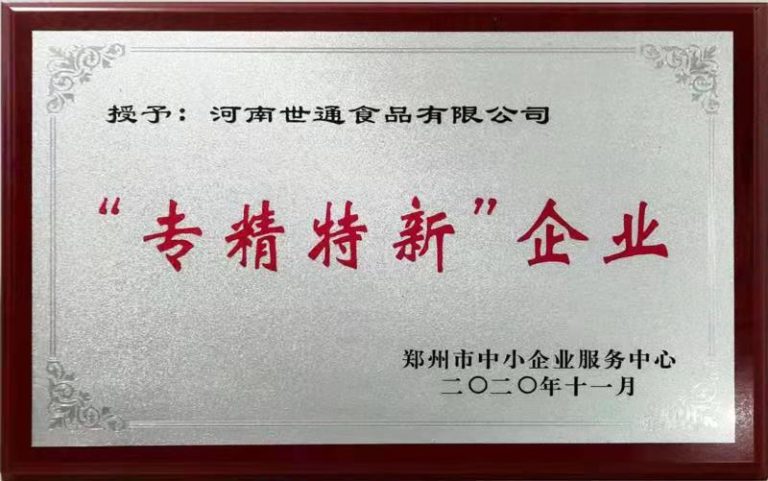 授予：河南世通食品有限公司
“专精特新”企业
郑州市中小企业服务中心
二〇二〇年十一月